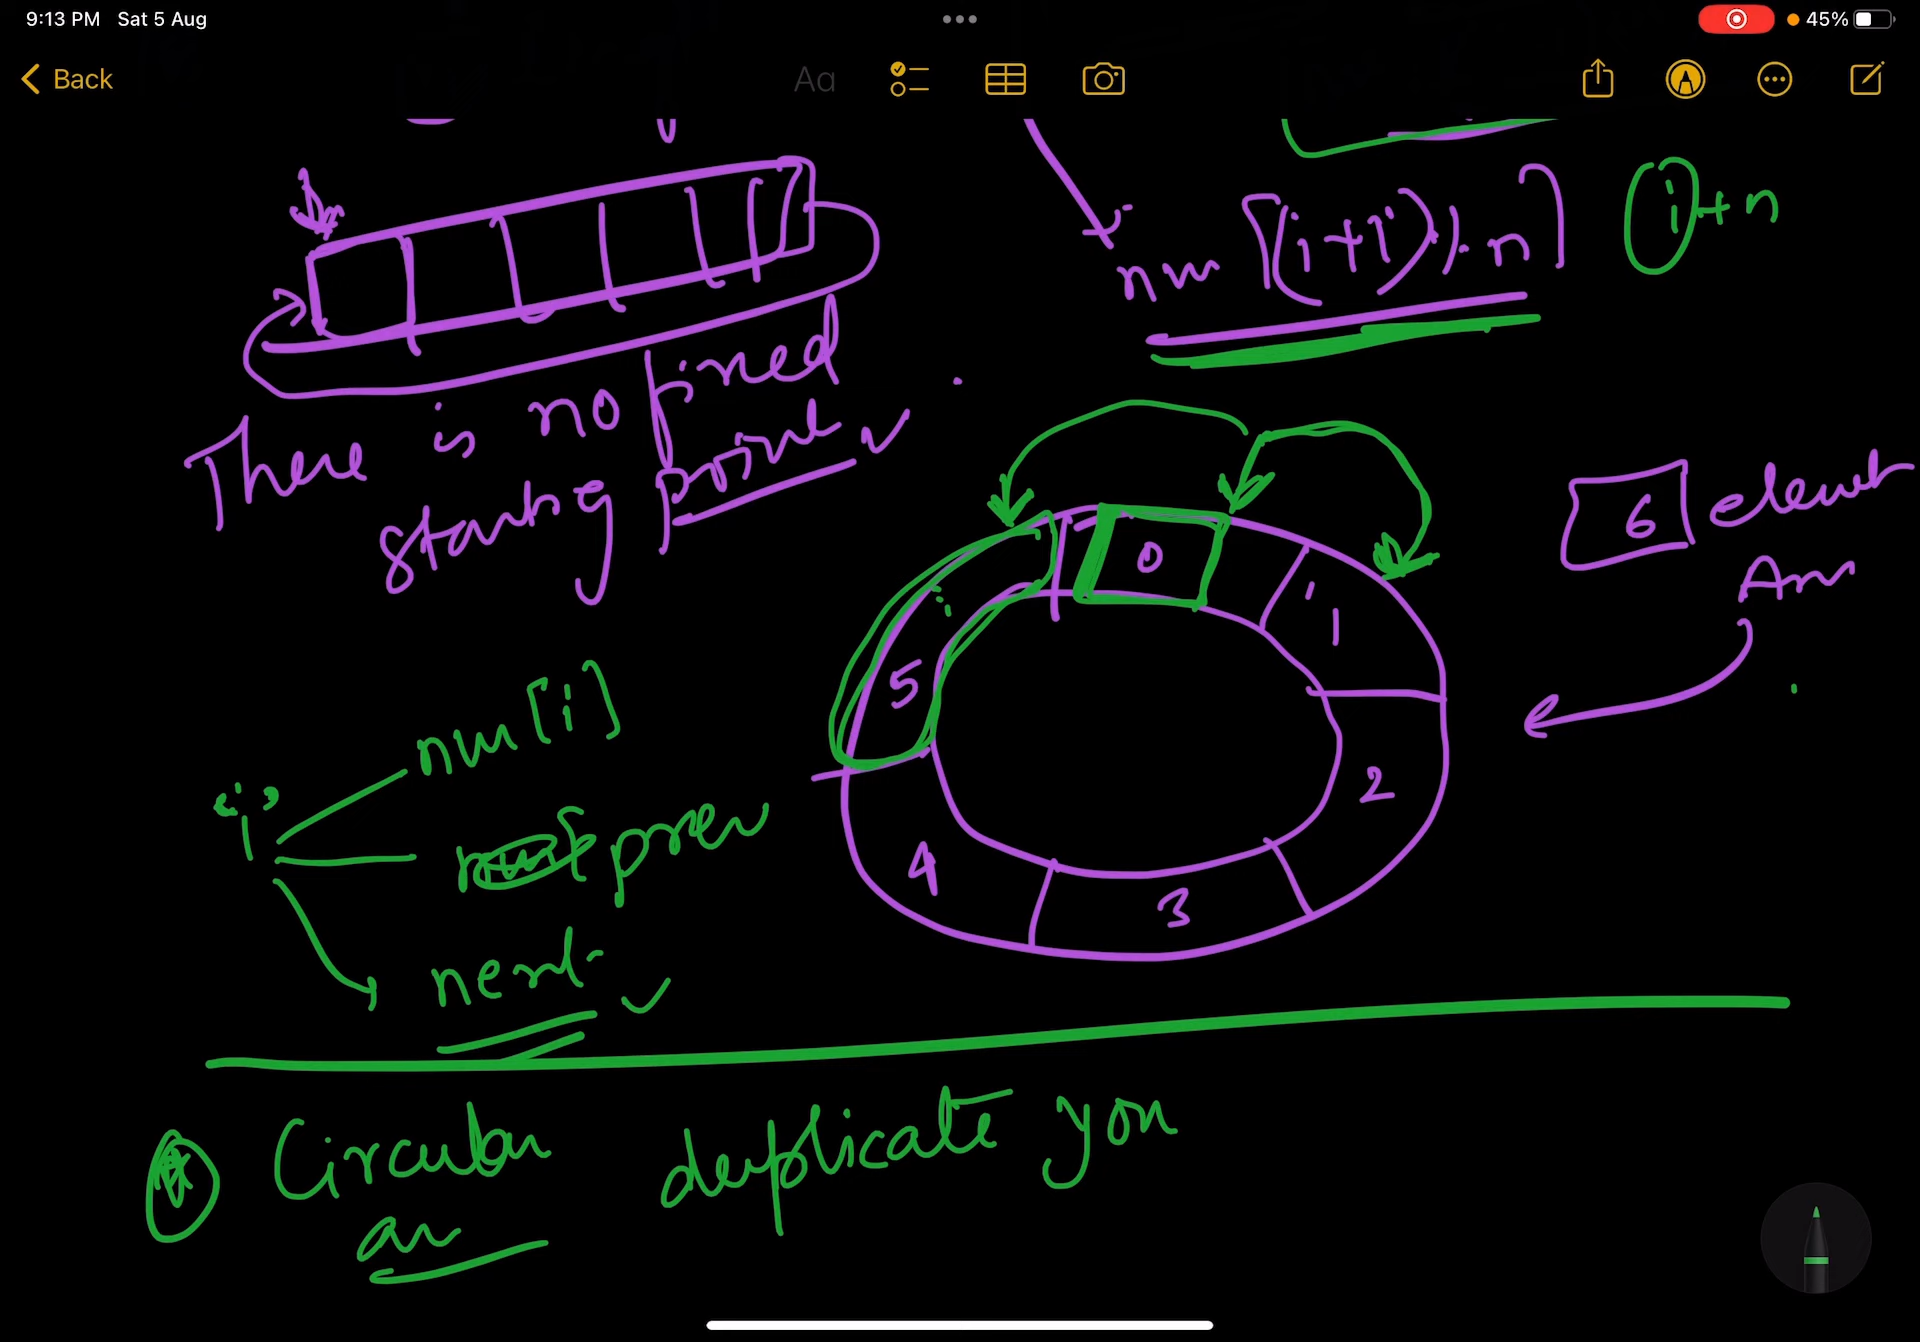 9:13 PM Sat 5 Aug
45%
Back
Aa
num [(i+1) % n]
i+n
There is no fixed
starting point
6 element
Arr
0
1
2
3
4
5
"i"
num[i]
prev
next
Circular
arr
duplicate you